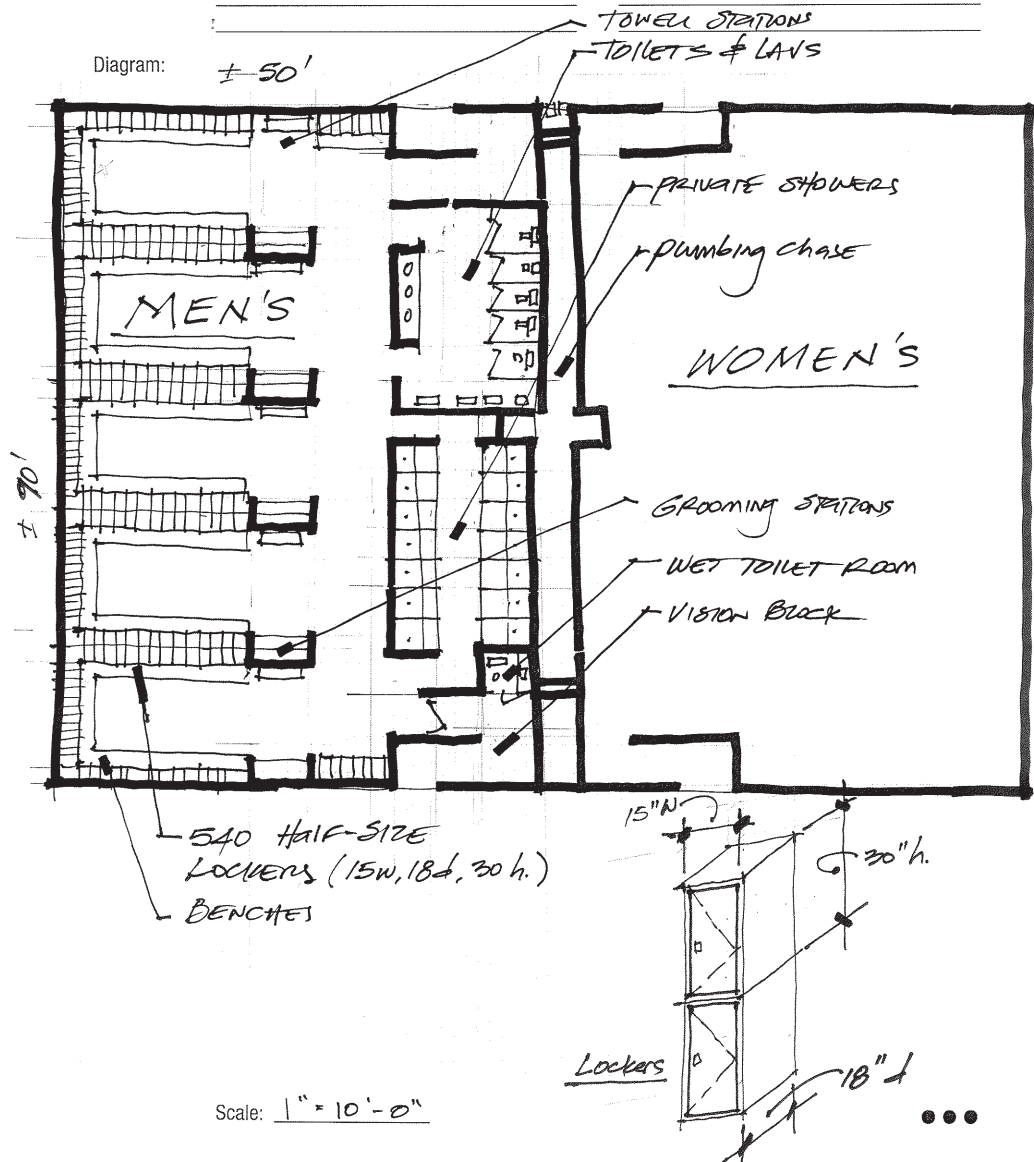 TOWEL STATIONS
TOILETS & LAVS
Diagram: ± 50'
PRIVATE SHOWERS
plumbing chase
MEN'S
WOMEN'S
± 90'
GROOMING STATIONS
WET TOILET ROOM
VISION BLOCK
540 HALF-SIZE
LOCKERS (15w, 18d, 30 h.)
BENCHES
15"W
30"h.
Lockers
18"d
Scale: 1" = 10'-0"